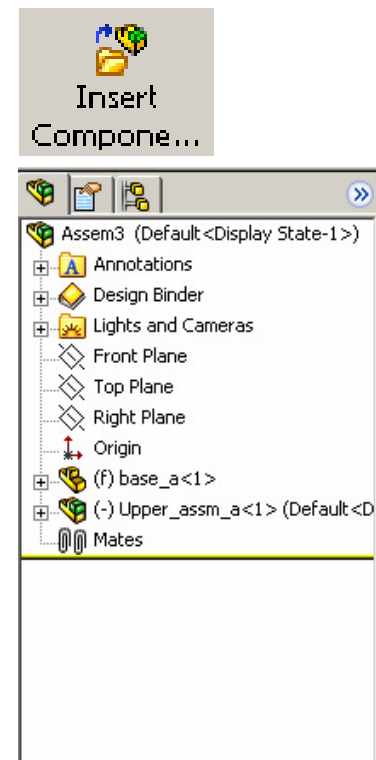 Insert
Compone...
Assem3 (Default<Display State-1>)
A Annotations
Design Binder
Lights and Cameras
Front Plane
Top Plane
Right Plane
Origin
(f) base_a<1>
(-) Upper_assm_a<1> (Default<D
Mates